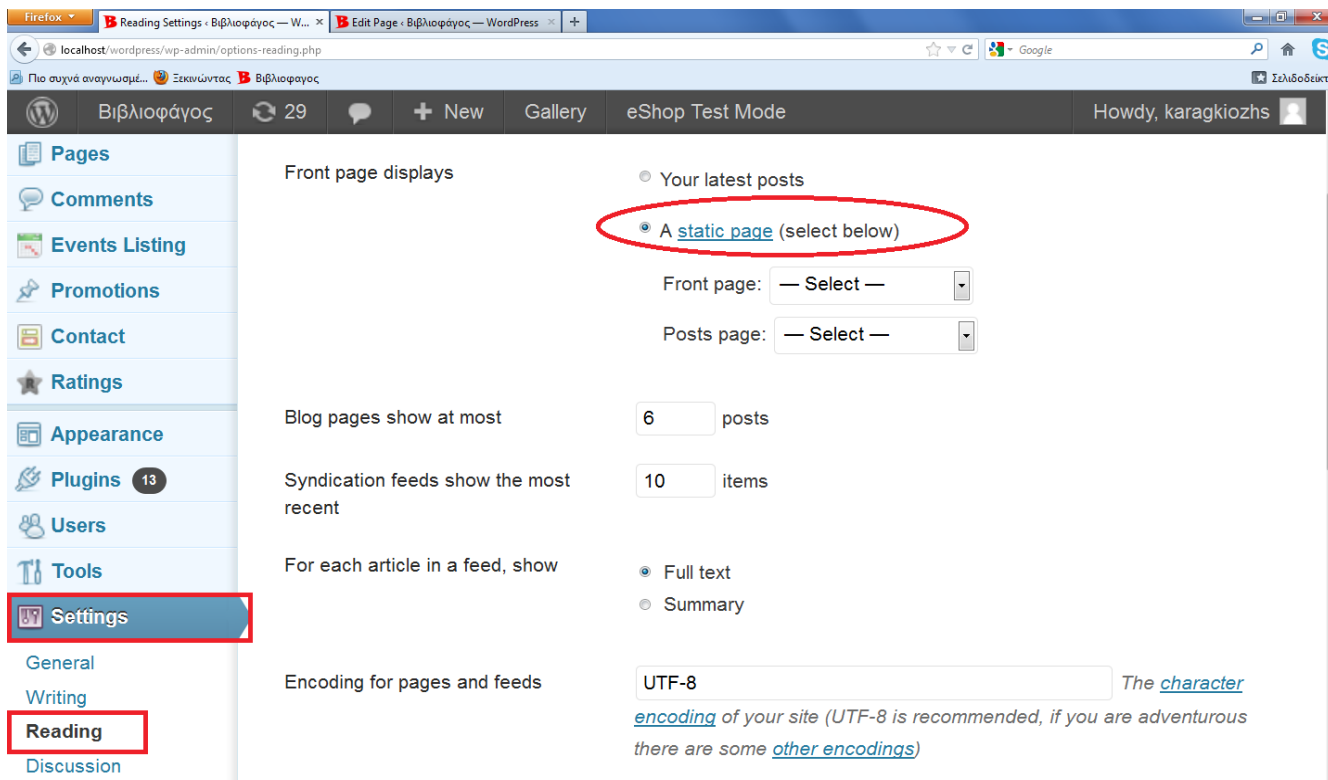 Firefox
Reading Settings ‹ Βιβλιοφάγος — W...
Edit Page ‹ Βιβλιοφάγος — WordPress
localhost/wordpress/wp-admin/options-reading.php
Google
Πιο συχνά αναγνωσμέ...
Ξεκινώντας
Βιβλιοφαγος
Σελιδοδείκτ
Βιβλιοφάγος
29
New
Gallery
eShop Test Mode
Howdy, karagkiozhs
Pages
Comments
Events Listing
Promotions
Contact
Ratings
Appearance
Plugins 13
Users
Tools
Settings
General
Writing
Reading
Discussion
Front page displays
Your latest posts
A static page (select below)
Front page: — Select —
Posts page: — Select —
Blog pages show at most
6 posts
Syndication feeds show the most
recent
10 items
For each article in a feed, show
Full text
Summary
Encoding for pages and feeds
UTF-8
The character
encoding of your site (UTF-8 is recommended, if you are adventurous
there are some other encodings)